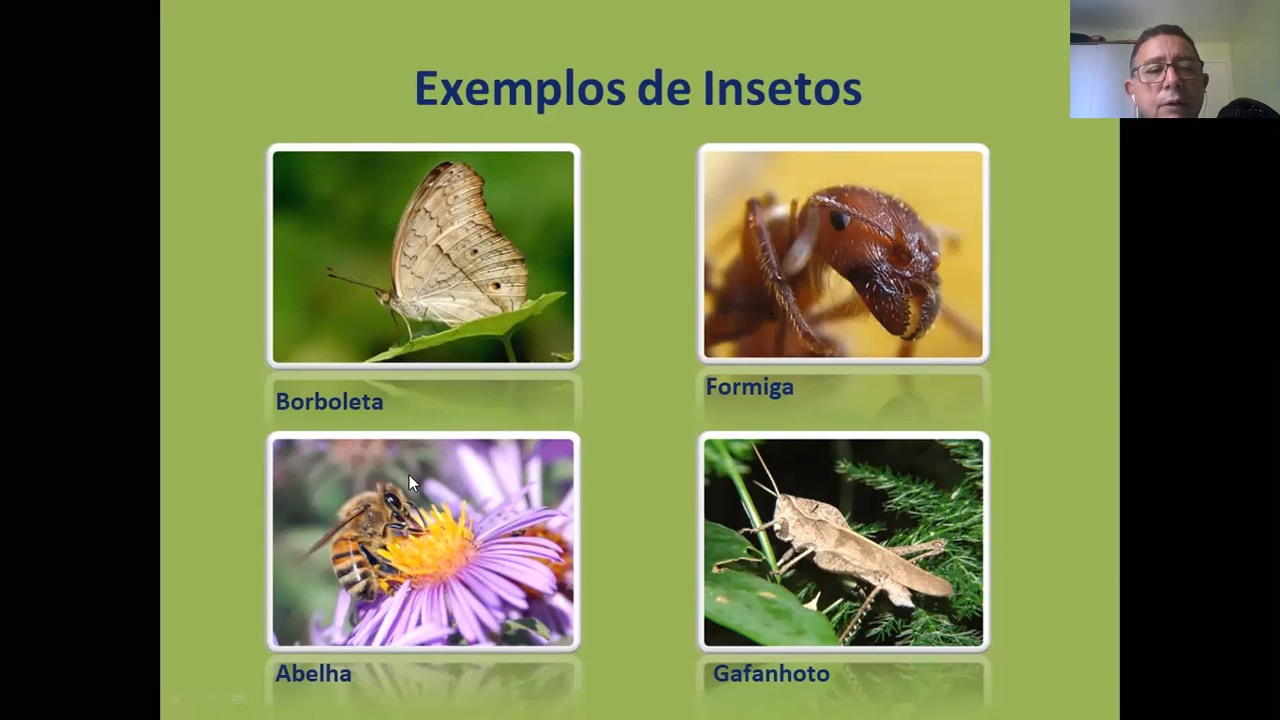 Exemplos de Insetos
Borboleta
Formiga
Abelha
Gafanhoto